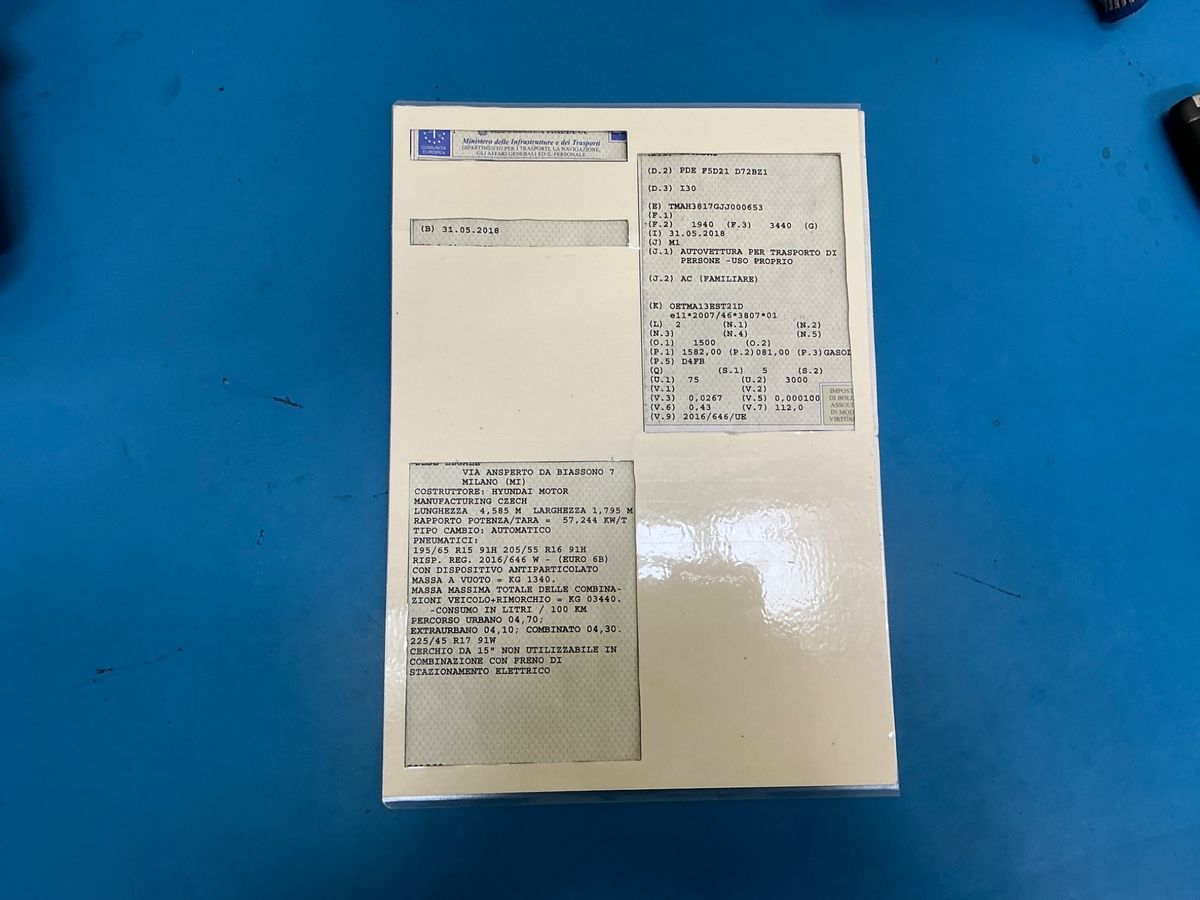 COMUNITÀ
EUROPEA
Ministero delle Infrastrutture e dei Trasporti
DIPARTIMENTO PER I TRASPORTI, LA NAVIGAZIONE,
GLI AFFARI GENERALI ED IL PERSONALE
(B) 31.05.2018
(D.2) PDE F5D21 D72BZ1
(D.3) I30
(E) TMAH3817GJJ000653
(F.1)
(F.2) 1940 (F.3) 3440 (G)
(I) 31.05.2018
(J) M1
(J.1) AUTOVETTURA PER TRASPORTO DI
PERSONE -USO PROPRIO
(J.2) AC (FAMILIARE)
(K) OETMA13EST21D
e11*2007/46*3807*01
(L) 2 (N.1) (N.2)
(N.3) (N.4) (N.5)
(O.1) 1500 (O.2)
(P.1) 1582,00 (P.2)081,00 (P.3)GASOL
(P.5) D4FB
(Q) (S.1) 5 (S.2)
(U.1) 75 (U.2) 3000
(V.1) (V.2)
(V.3) 0,0267 (V.5) 0,000100
(V.6) 0,43 (V.7) 112,0
(V.9) 2016/646/UE
IMPOST
DI BOLL
ASSOL
IN MOD
VIRTUA
VIA ANSPERTO DA BIASSONO 7
MILANO (MI)
COSTRUTTORE: HYUNDAI MOTOR
MANUFACTURING CZECH
LUNGHEZZA 4,585 M LARGHEZZA 1,795 M
RAPPORTO POTENZA/TARA = 57,244 KW/T
TIPO CAMBIO: AUTOMATICO
PNEUMATICI:
195/65 R15 91H 205/55 R16 91H
RISP. REG. 2016/646 W - (EURO 6B)
CON DISPOSITIVO ANTIPARTICOLATO
MASSA A VUOTO = KG 1340.
MASSA MASSIMA TOTALE DELLE COMBINA-
ZIONI VEICOLO+RIMORCHIO = KG 03440.
-CONSUMO IN LITRI / 100 KM
PERCORSO URBANO 04,70;
EXTRAURBANO 04,10; COMBINATO 04,30.
225/45 R17 91W
CERCHIO DA 15" NON UTILIZZABILE IN
COMBINAZIONE CON FRENO DI
STAZIONAMENTO ELETTRICO